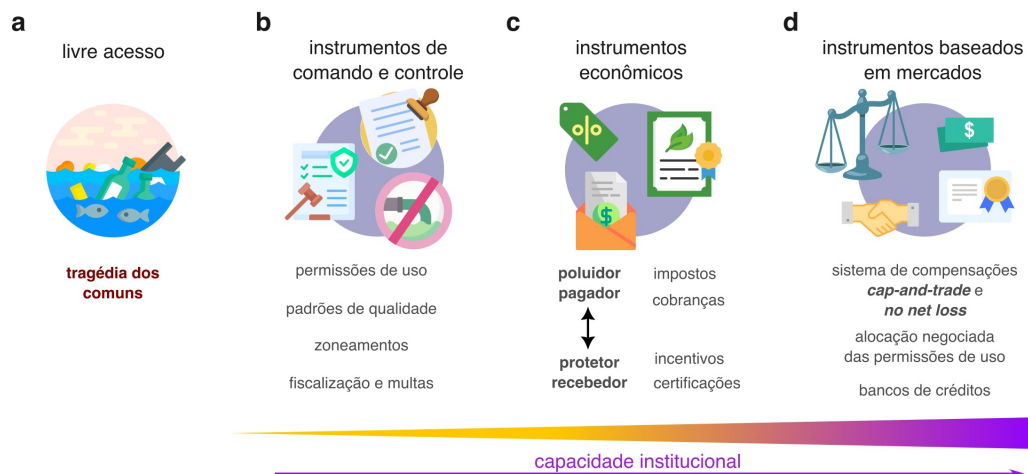 a
livre acesso
tragédia dos
comuns
b
instrumentos de
comando e controle
permissões de uso
padrões de qualidade
zoneamentos
fiscalização e multas
c
instrumentos
econômicos
%
$
poluidor
pagador
impostos
cobranças
protetor
recebedor
incentivos
certificações
d
instrumentos baseados
em mercados
$
sistema de compensações
cap-and-trade e
no net loss
alocação negociada
das permissões de uso
bancos de créditos
capacidade institucional